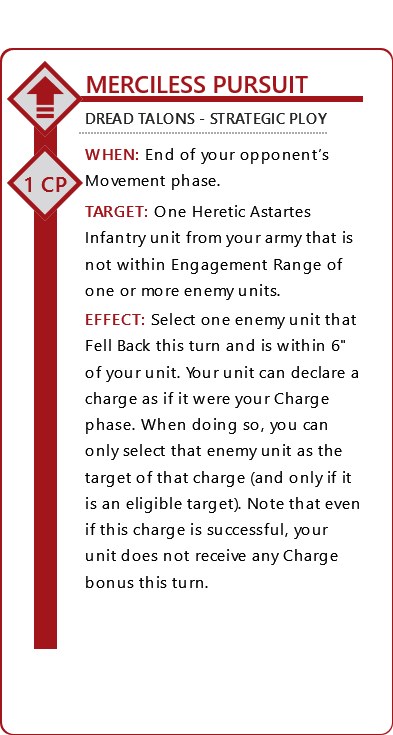 MERCILESS PURSUIT
DREAD TALONS - STRATEGIC PLOY
1 CP
WHEN: End of your opponent's
Movement phase.
TARGET: One Heretic Astartes
Infantry unit from your army that is
not within Engagement Range of
one or more enemy units.
EFFECT: Select one enemy unit that
Fell Back this turn and is within 6"
of your unit. Your unit can declare a
charge as if it were your Charge
phase. When doing so, you can
only select that enemy unit as the
target of that charge (and only if it
is an eligible target). Note that even
if this charge is successful, your
unit does not receive any Charge
bonus this turn.